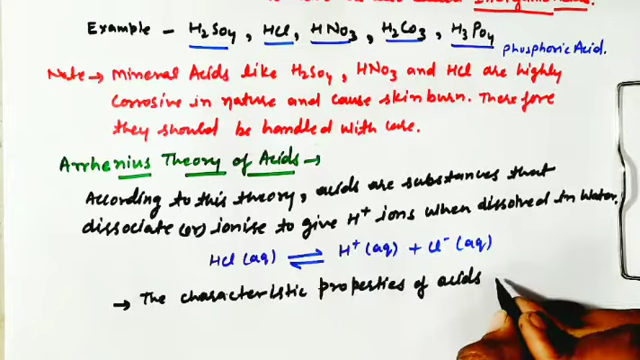 Inorganic Acids.
Example - H2SO4, HCl, HNO3, H2CO3, H3PO4
phosphoric Acid.
Note → Mineral Acids like H2SO4, HNO3 and HCl are highly
corrosive in nature and cause skin burn. Therefore
they should be handled with care.
Arrhenius Theory of Acids →
According to this theory, acids are substances that
dissociate (or) ionise to give H+ ions when dissolved in water.
HCl (aq) ⇌ H+ (aq) + Cl- (aq)
→ The characteristic properties of acids